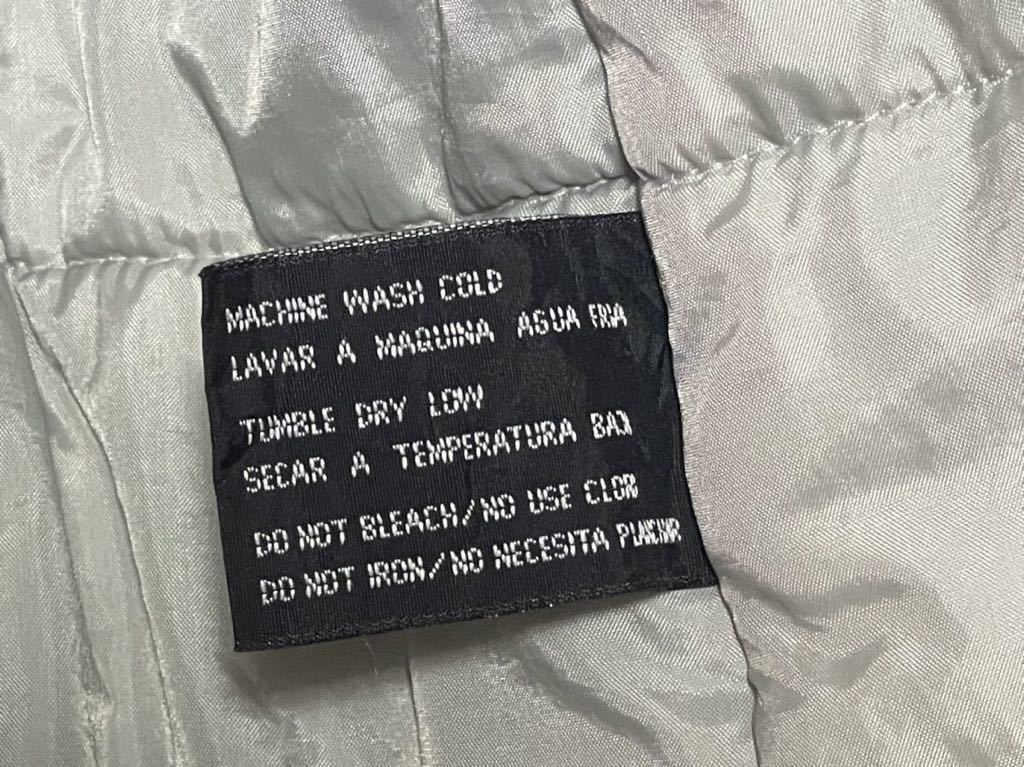 MACHINE WASH COLD
LAVAR A MAQUINA AGUA FRIA
TUMBLE DRY LOW
SECAR A TEMPERATURA BAJ
DO NOT BLEACH/NO USE CLOR
DO NOT IRON/NO NECESITA PLANCHAR